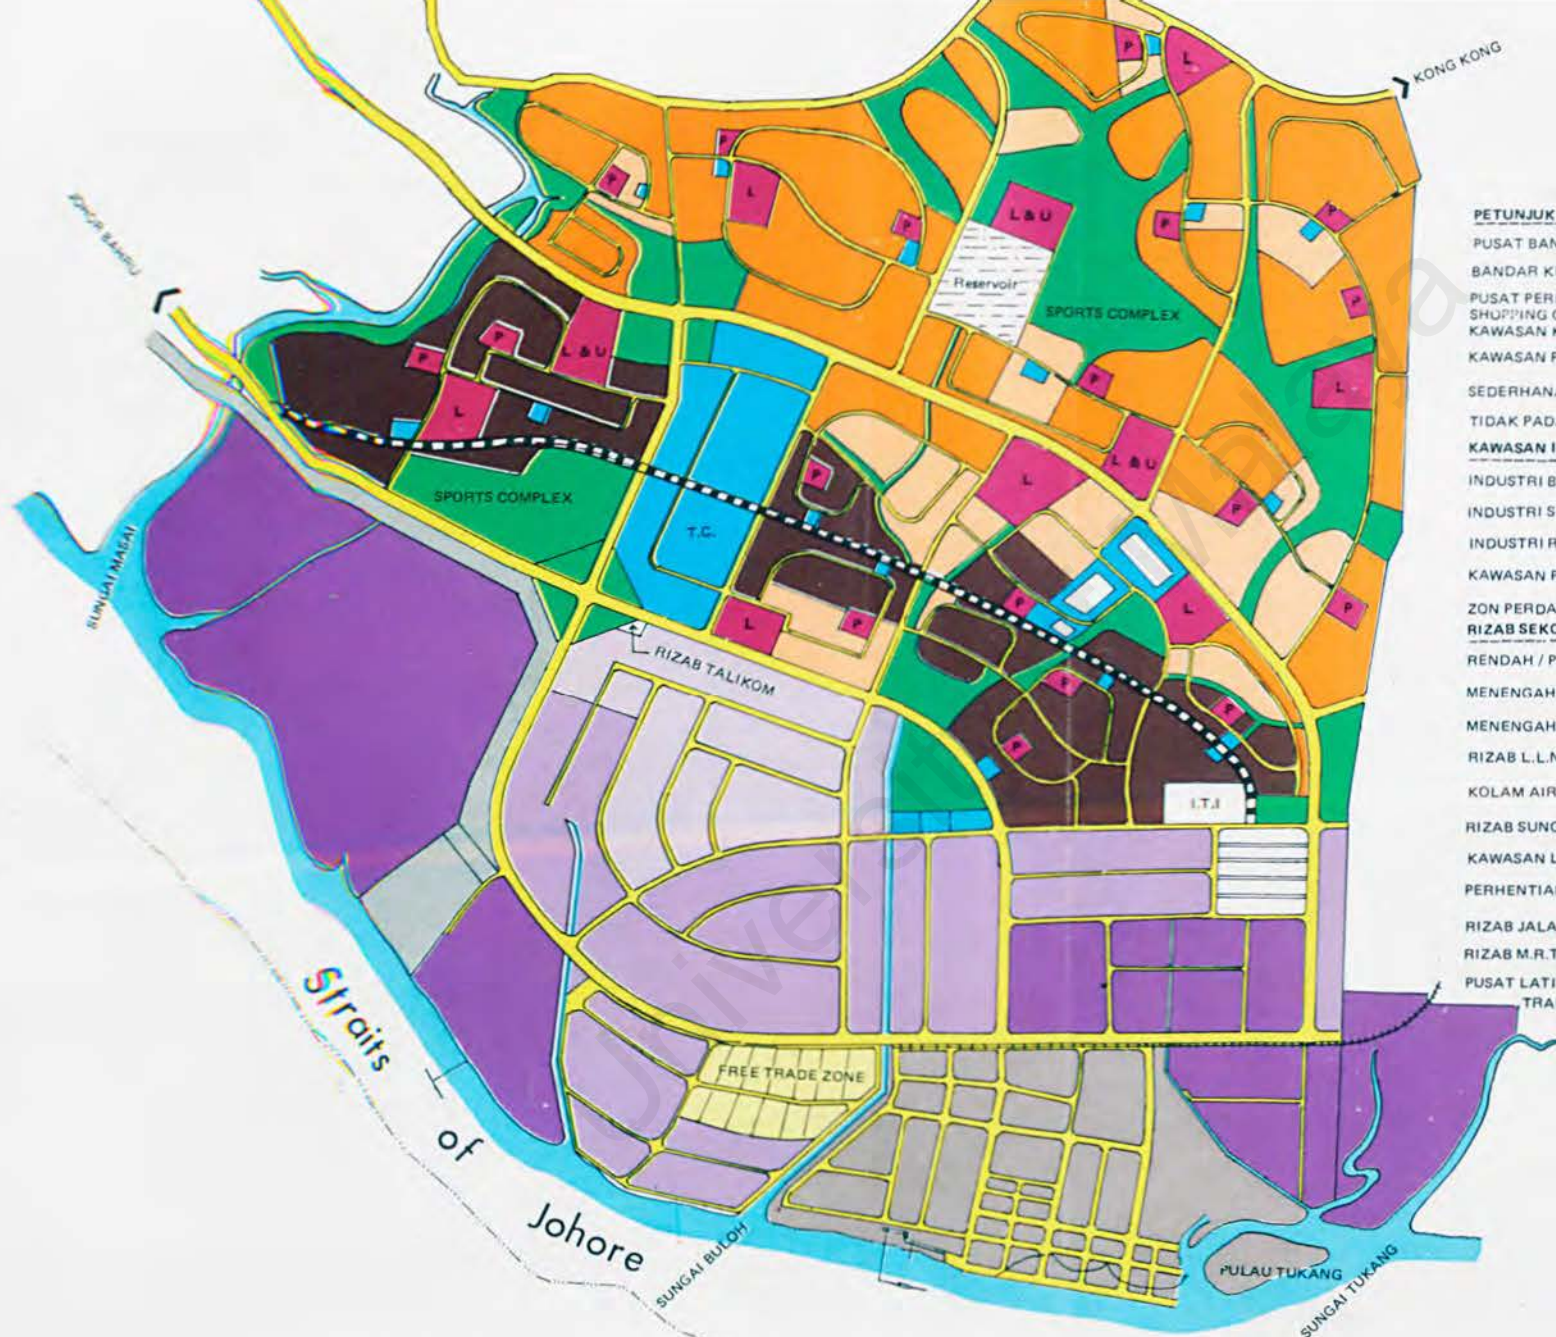 KONG KONG
P
L
P
P
L
P
L & U
P
P
Reservoir
SPORTS COMPLEX
P
P
P
L & U
L
P
L
SPORTS COMPLEX
P
L
L & U
P
T.C.
P
L
P
L
P
RIZAB TALIKOM
P
P
P
I.T.I
SUNGAI MASAI
FREE TRADE ZONE
Straits
of
Johore
SUNGAI BULOH
PULAU TUKANG
SUNGAI TUKANG
PETUNJUK
PUSAT BAN
BANDAR K
PUSAT PER
SHOPPING
KAWASAN K
KAWASAN
SEDERHAN
TIDAK PAD
KAWASAN I
INDUSTRI B
INDUSTRI S
INDUSTRI R
KAWASAN
ZON PERDA
RIZAB SEKO
RENDAH / P
MENENGAH
MENENGAH
RIZAB L.L.N
KOLAM AIR
RIZAB SUNG
KAWASAN L
PERHENTIA
RIZAB JALA
RIZAB M.R.T
PUSAT LATI
TRA
University
Malaya